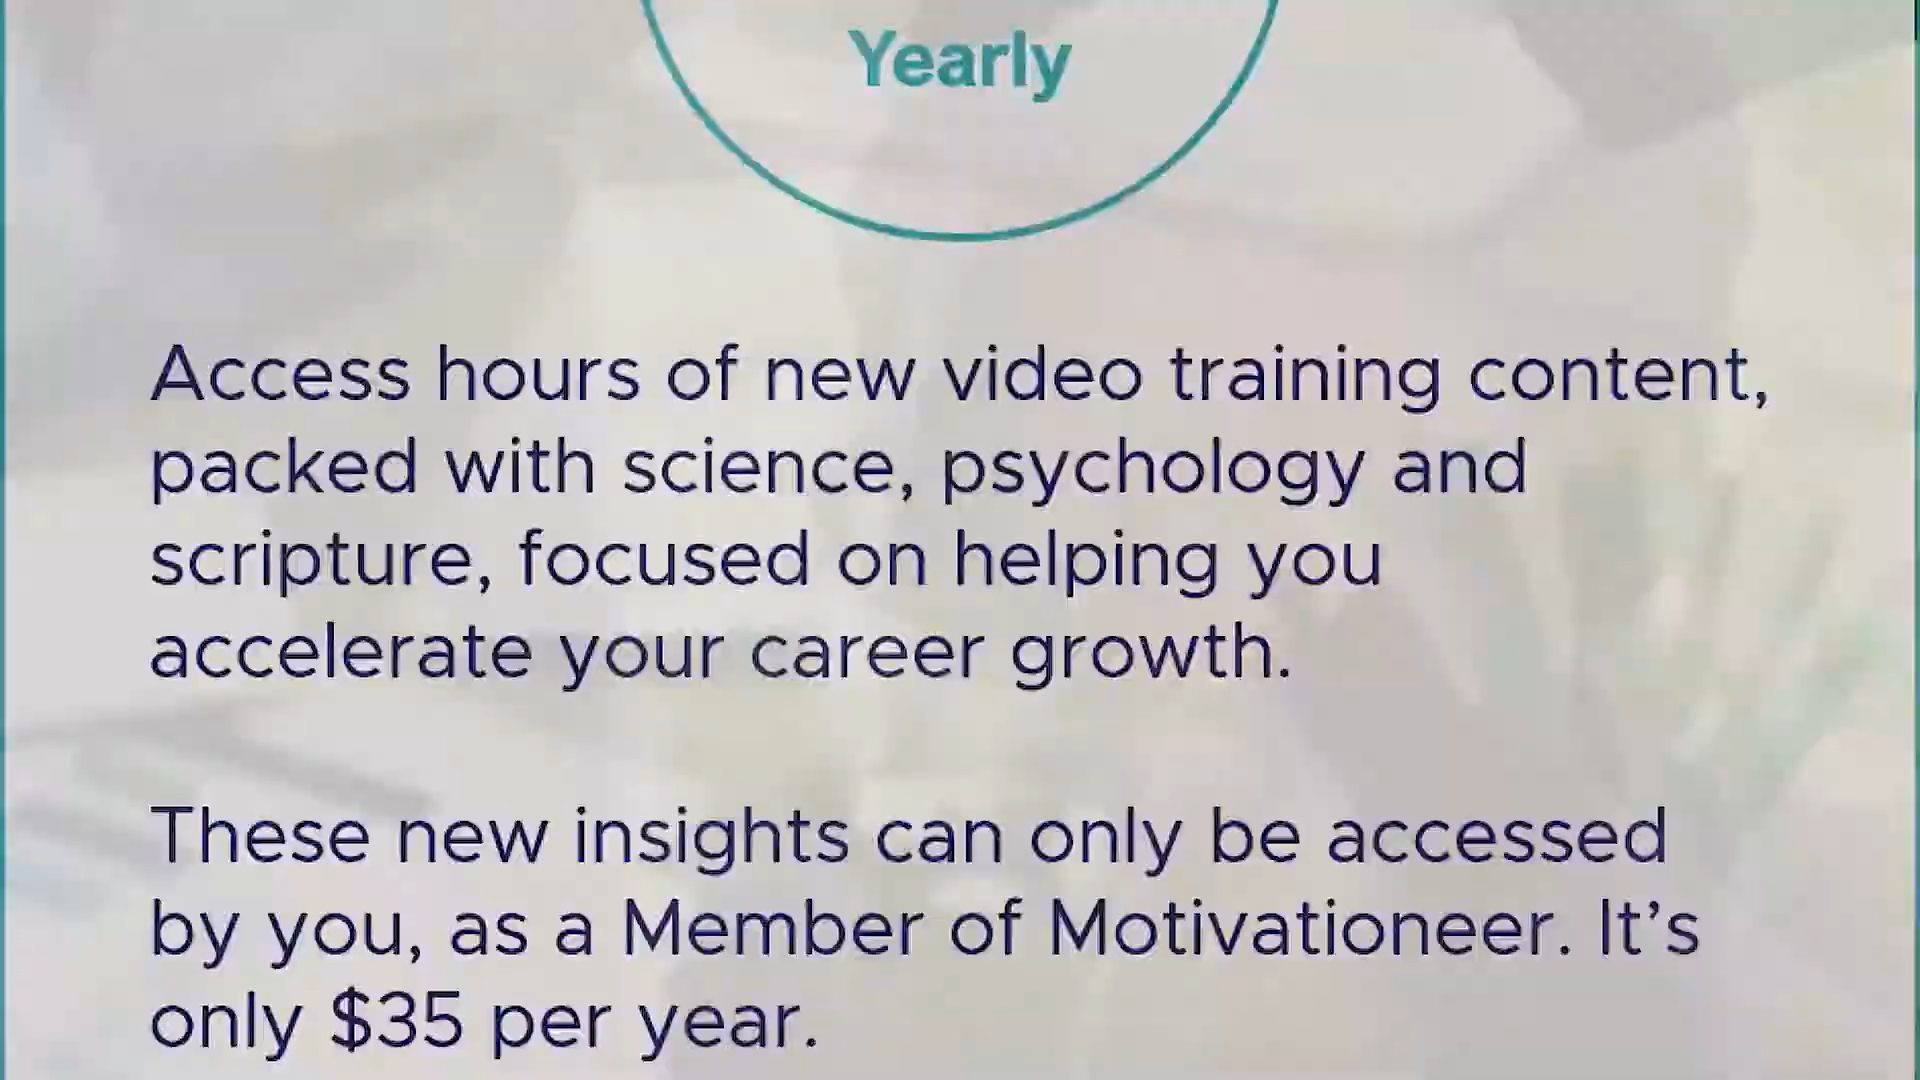 Yearly
Access hours of new video training content,
packed with science, psychology and
scripture, focused on helping you
accelerate your career growth.
These new insights can only be accessed
by you, as a Member of Motivationeer. It’s
only $35 per year.